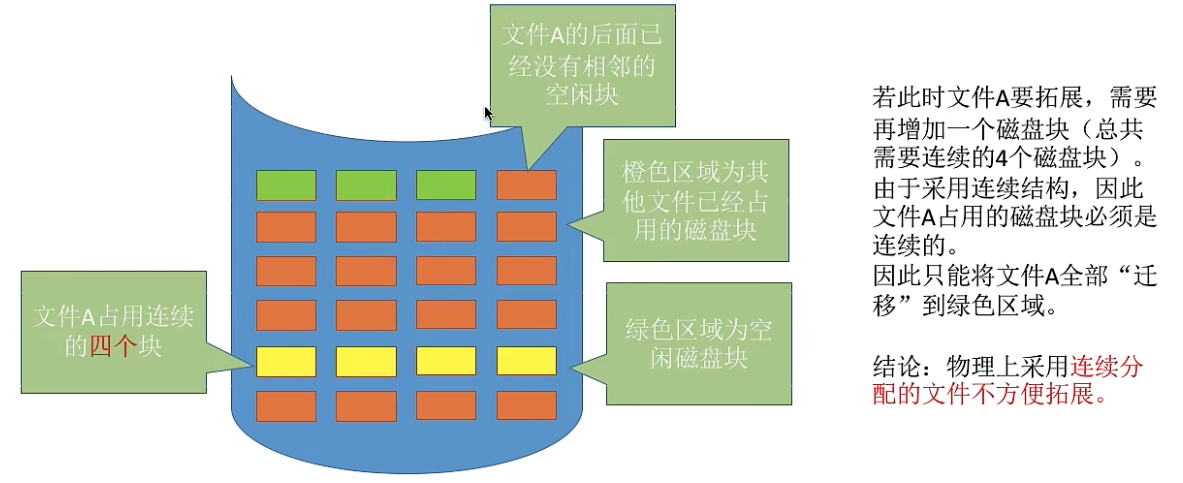 文件A的后面已
经没有相邻的
空闲块
橙色区域为其
他文件已经占
用的磁盘块
文件A占用连续
的四个块
绿色区域为空
闲磁盘块
若此时文件A要拓展，需要
再增加一个磁盘块（总共
需要连续的4个磁盘块）。
由于采用连续结构，因此
文件A占用的磁盘块必须是
连续的。
因此只能将文件A全部“迁
移”到绿色区域。
结论：物理上采用连续分
配的文件不方便拓展。